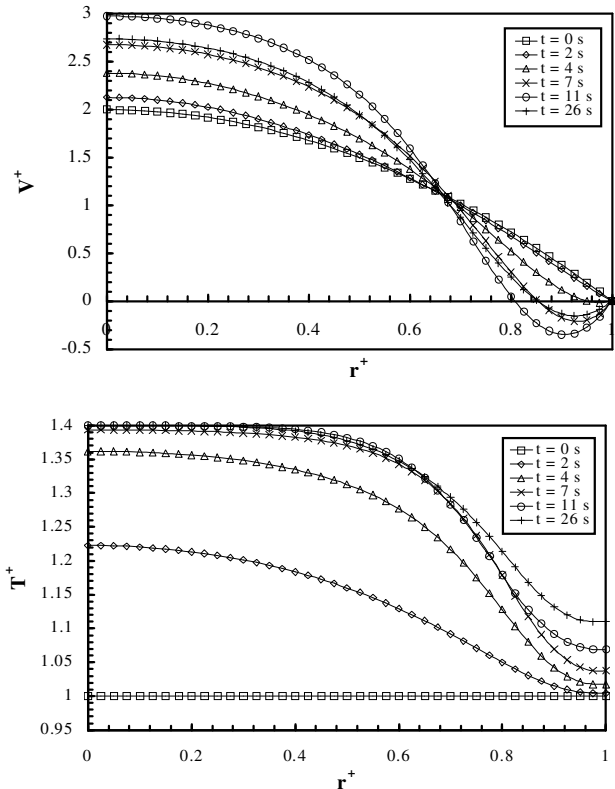 3
2.5
2
1.5
1
0.5
0
-0.5
V+
0
0.2
0.4
0.6
0.8
1
r+
t = 0 s
t = 2 s
t = 4 s
t = 7 s
t = 11 s
t = 26 s
1.4
1.35
1.3
1.25
1.2
1.15
1.1
1.05
1
0.95
T+
0
0.2
0.4
0.6
0.8
1
r+
t = 0 s
t = 2 s
t = 4 s
t = 7 s
t = 11 s
t = 26 s